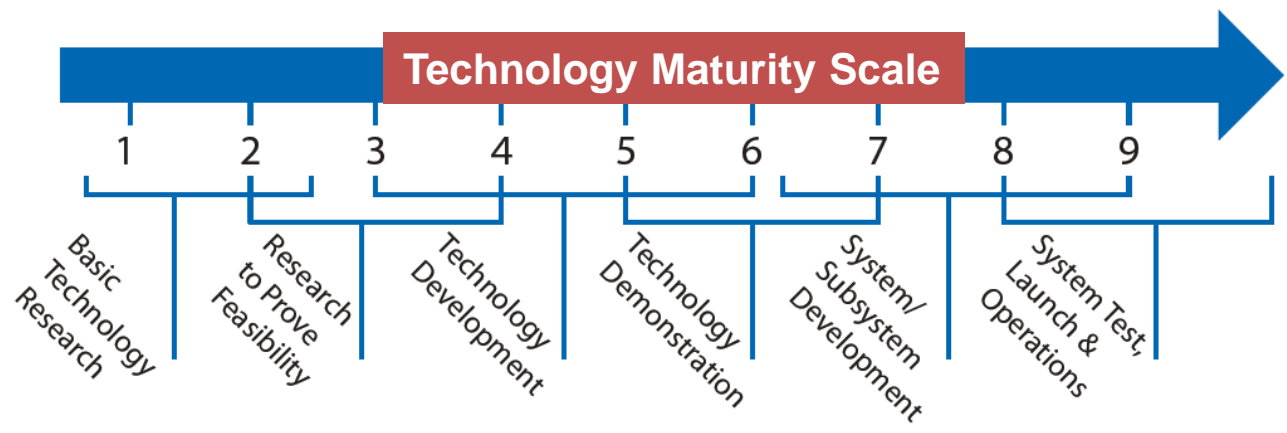 Technology Maturity Scale
1 2 3 4 5 6 7 8 9
Basic
Technology
Research
Research
to Prove
Feasibility
Technology
Development
Technology
Demonstration
System/
Subsystem
Development
System Test,
Launch &
Operations